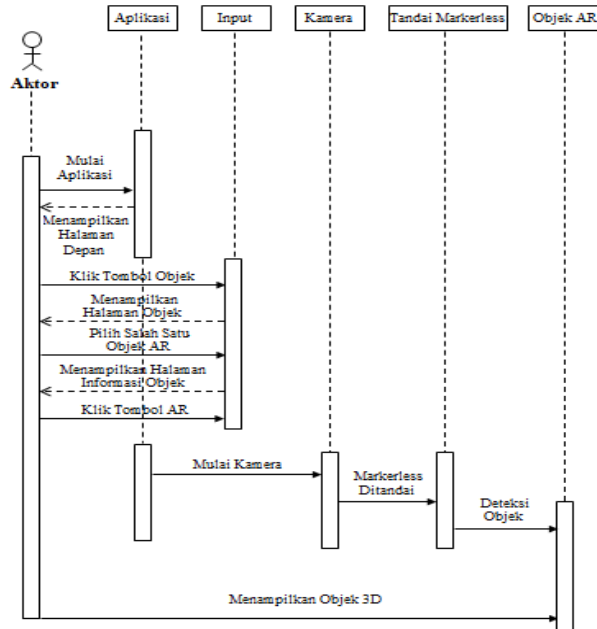 Aplikasi
Input
Kamera
Tandai Markerless
Objek AR
Aktor
Mulai
Aplikasi
Menampilkan
Halaman
Depan
Klik Tombol Objek
Menampilkan
Halaman Objek
Pilih Salah Satu
Objek AR
Menampilkan Halaman
Informasi Objek
Klik Tombol AR
Mulai Kamera
Markerless
Ditandai
Deteksi
Objek
Menampilkan Objek 3D